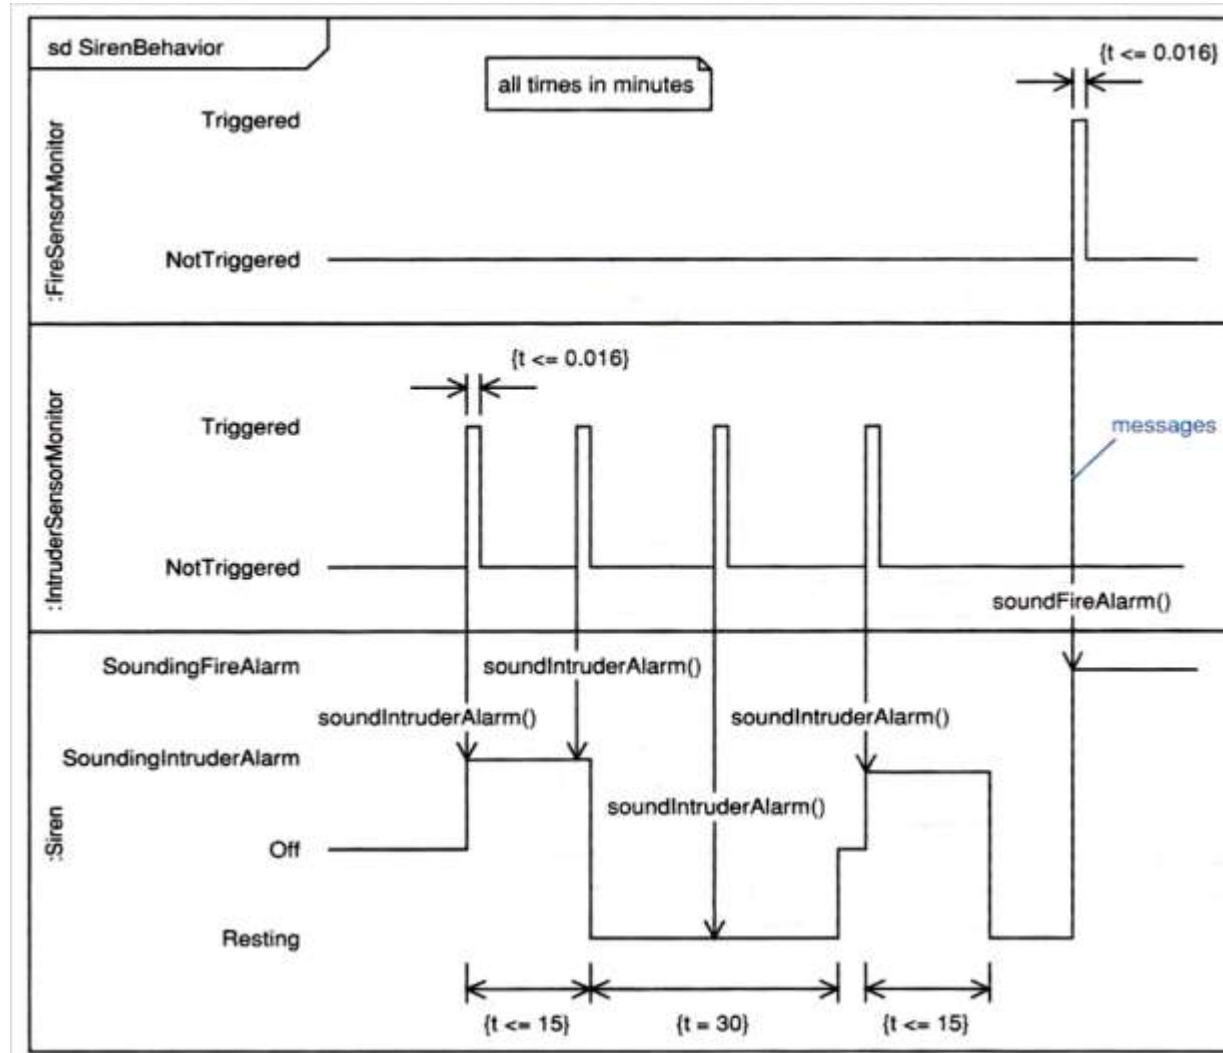 sd SirenBehavior
all times in minutes
{t <= 0.016}
:FireSensorMonitor
Triggered
NotTriggered
{t <= 0.016}
:IntruderSensorMonitor
Triggered
messages
NotTriggered
soundFireAlarm()
:Siren
SoundingFireAlarm
soundIntruderAlarm()
soundIntruderAlarm()
soundIntruderAlarm()
SoundingIntruderAlarm
soundIntruderAlarm()
Off
Resting
{t <= 15}
{t = 30}
{t <= 15}